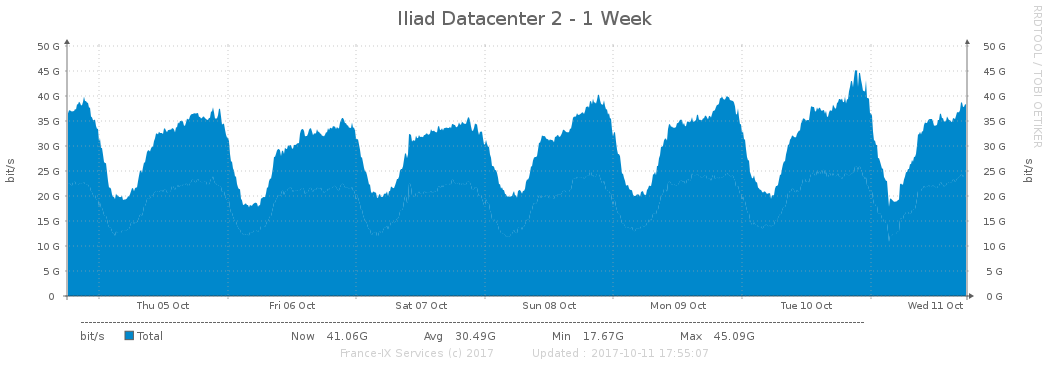 Iliad Datacenter 2 - 1 Week
RRDTOOL / TOBI OETIKER
50 G 50 G
45 G 45 G
40 G 40 G
35 G 35 G
30 G 30 G
25 G 25 G
20 G 20 G
15 G 15 G
10 G 10 G
5 G 5 G
0 0 G
bit/s bit/s
Thu 05 Oct Fri 06 Oct Sat 07 Oct Sun 08 Oct Mon 09 Oct Tue 10 Oct Wed 11 Oct
bit/s Total Now 41.06G Avg 30.49G Min 17.67G Max 45.09G
France-IX Services (c) 2017 Updated : 2017-10-11 17:55:07